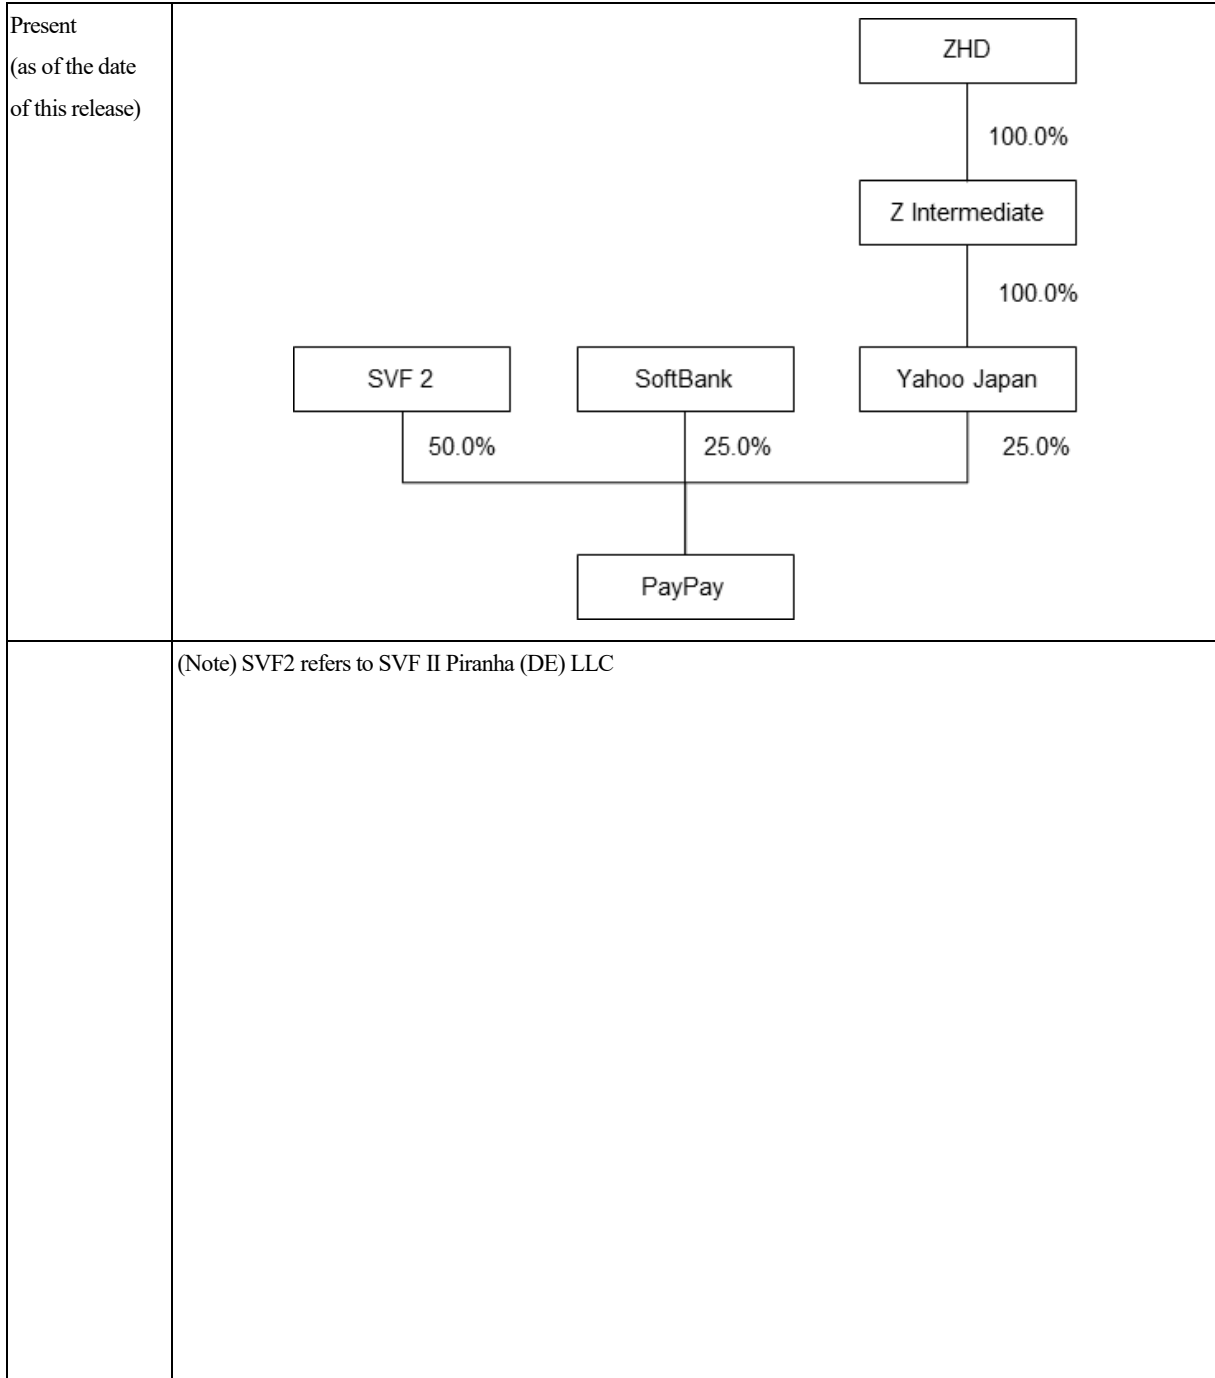 Present
(as of the date
of this release)
ZHD
100.0%
Z Intermediate
100.0%
SVF 2
SoftBank
Yahoo Japan
50.0%
25.0%
25.0%
PayPay
(Note) SVF2 refers to SVF II Piranha (DE) LLC